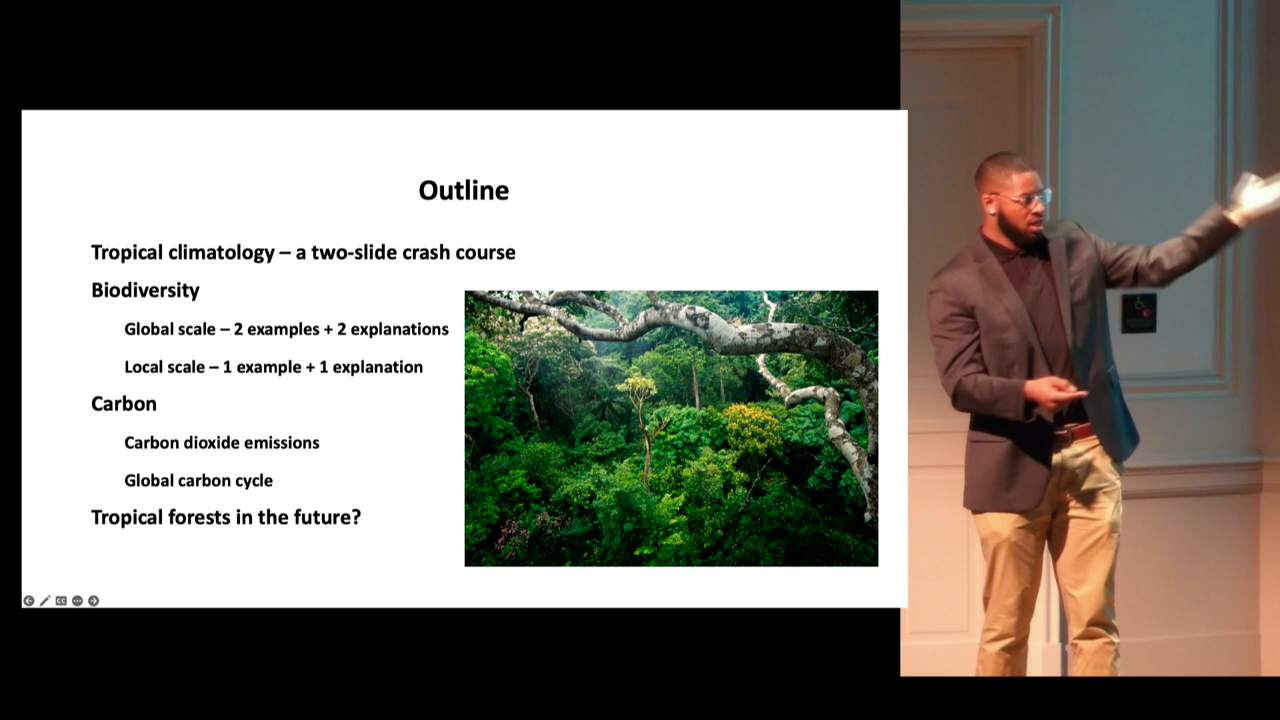 Outline
Tropical climatology – a two-slide crash course
Biodiversity
Global scale – 2 examples + 2 explanations
Local scale – 1 example + 1 explanation
Carbon
Carbon dioxide emissions
Global carbon cycle
Tropical forests in the future?
CC